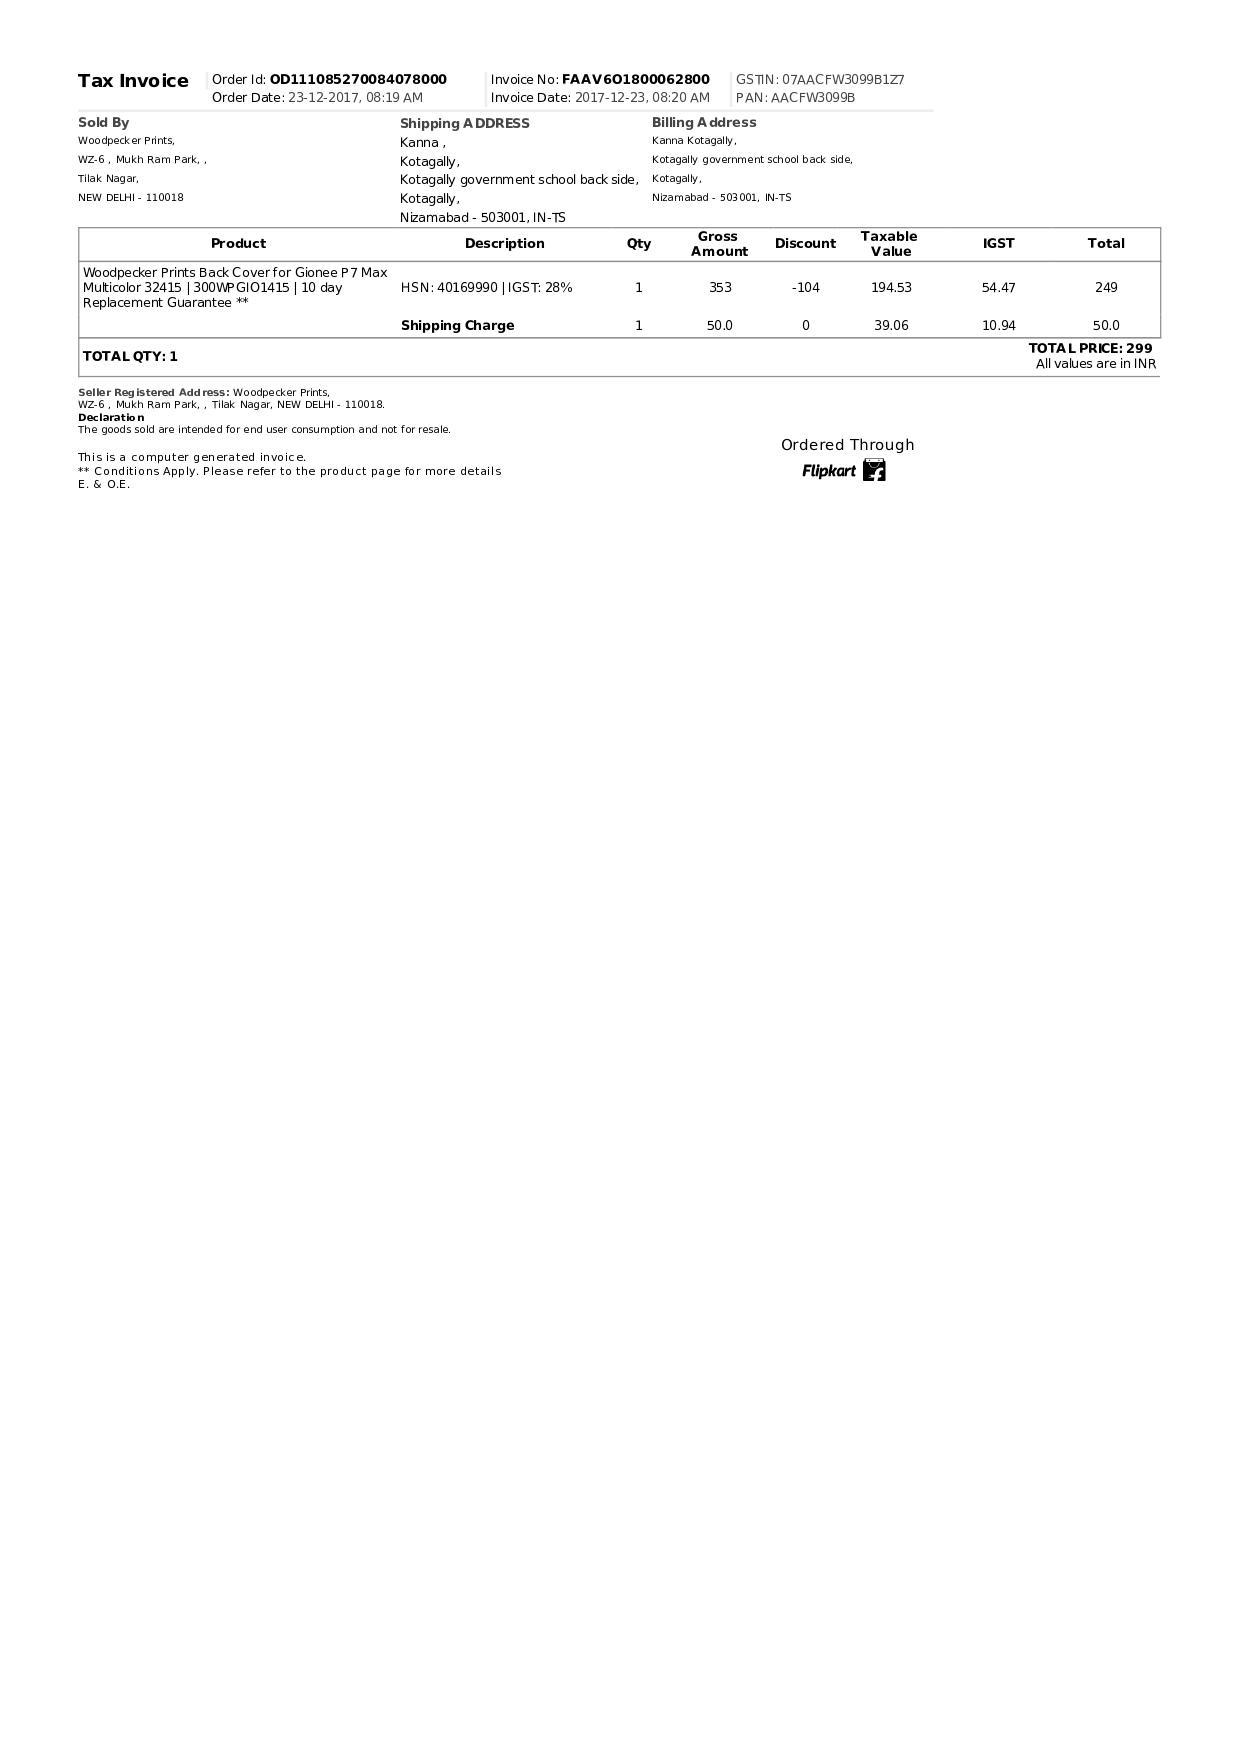 Tax Invoice
Order Id: OD111085270084078000
Order Date: 23-12-2017, 08:19 AM
Invoice No: FAAV6O1800062800
Invoice Date: 2017-12-23, 08:20 AM
GSTIN: 07AACFW3099B1Z7
PAN: AACFW3099B
Sold By
Woodpecker Prints,
WZ-6 , Mukh Ram Park, ,
Tilak Nagar,
NEW DELHI - 110018
Shipping ADDRESS
Kanna ,
Kotagally,
Kotagally government school back side,
Kotagally,
Nizamabad - 503001, IN-TS
Billing Address
Kanna Kotagally,
Kotagally government school back side,
Kotagally,
Nizamabad - 503001, IN-TS
Product Description Qty Gross Amount Discount Taxable Value IGST Total
Woodpecker Prints Back Cover for Gionee P7 Max
Multicolor 32415 | 300WPGIO1415 | 10 day
Replacement Guarantee **
HSN: 40169990 | IGST: 28% 1 353 -104 194.53 54.47 249
Shipping Charge 1 50.0 0 39.06 10.94 50.0
TOTAL QTY: 1
TOTAL PRICE: 299
All values are in INR
Seller Registered Address: Woodpecker Prints,
WZ-6 , Mukh Ram Park, , Tilak Nagar, NEW DELHI - 110018.
Declaration
The goods sold are intended for end user consumption and not for resale.
This is a computer generated invoice.
** Conditions Apply. Please refer to the product page for more details
E. & O.E.
Ordered Through
Flipkart